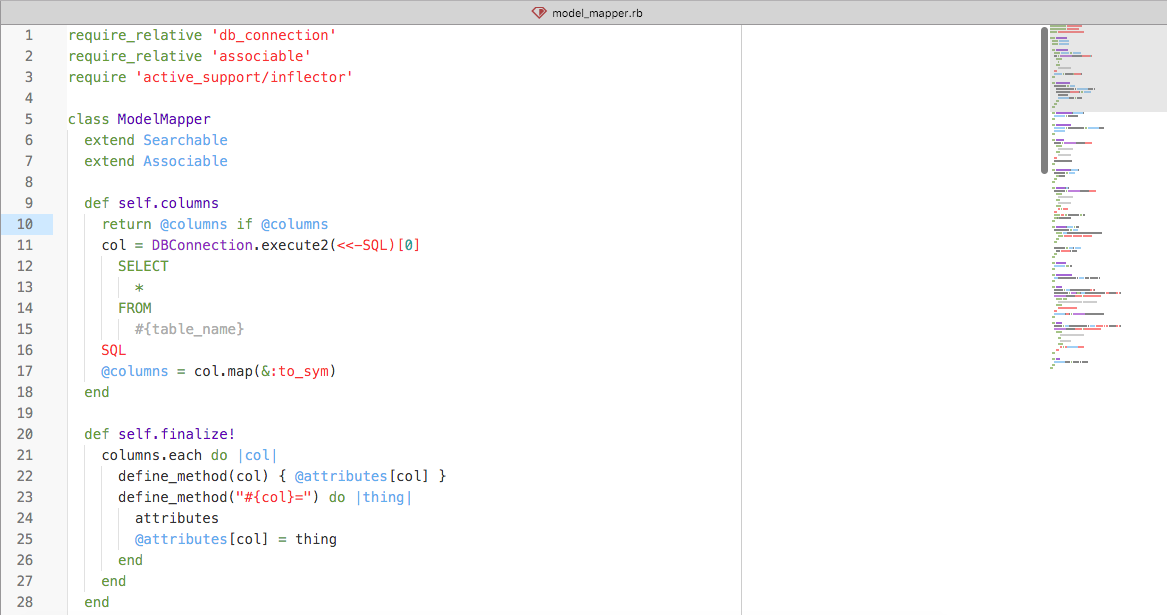 model_mapper.rb
1 require_relative 'db_connection'
2 require_relative 'associable'
3 require 'active_support/inflector'
4
5 class ModelMapper
6   extend Searchable
7   extend Associable
8
9   def self.columns
10     return @columns if @columns
11     col = DBConnection.execute2(<<-SQL)[0]
12       SELECT
13         *
14       FROM
15         #{table_name}
16     SQL
17     @columns = col.map(&:to_sym)
18   end
19
20   def self.finalize!
21     columns.each do |col|
22       define_method(col) { @attributes[col] }
23       define_method("#{col}=") do |thing|
24         attributes
25         @attributes[col] = thing
26       end
27     end
28   end